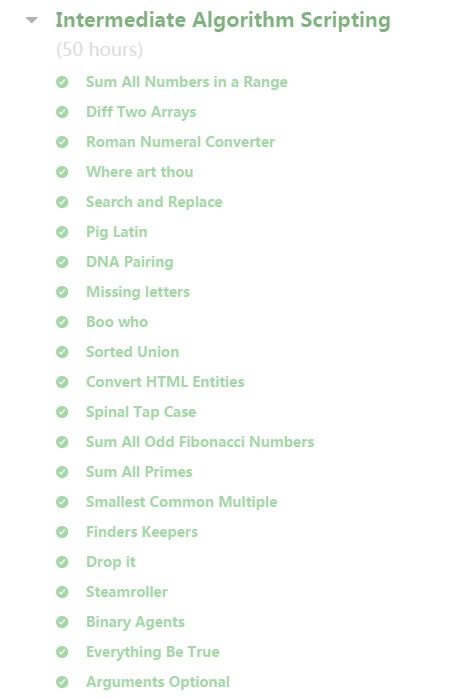 Intermediate Algorithm Scripting
(50 hours)
Sum All Numbers in a Range
Diff Two Arrays
Roman Numeral Converter
Where art thou
Search and Replace
Pig Latin
DNA Pairing
Missing letters
Boo who
Sorted Union
Convert HTML Entities
Spinal Tap Case
Sum All Odd Fibonacci Numbers
Sum All Primes
Smallest Common Multiple
Finders Keepers
Drop it
Steamroller
Binary Agents
Everything Be True
Arguments Optional